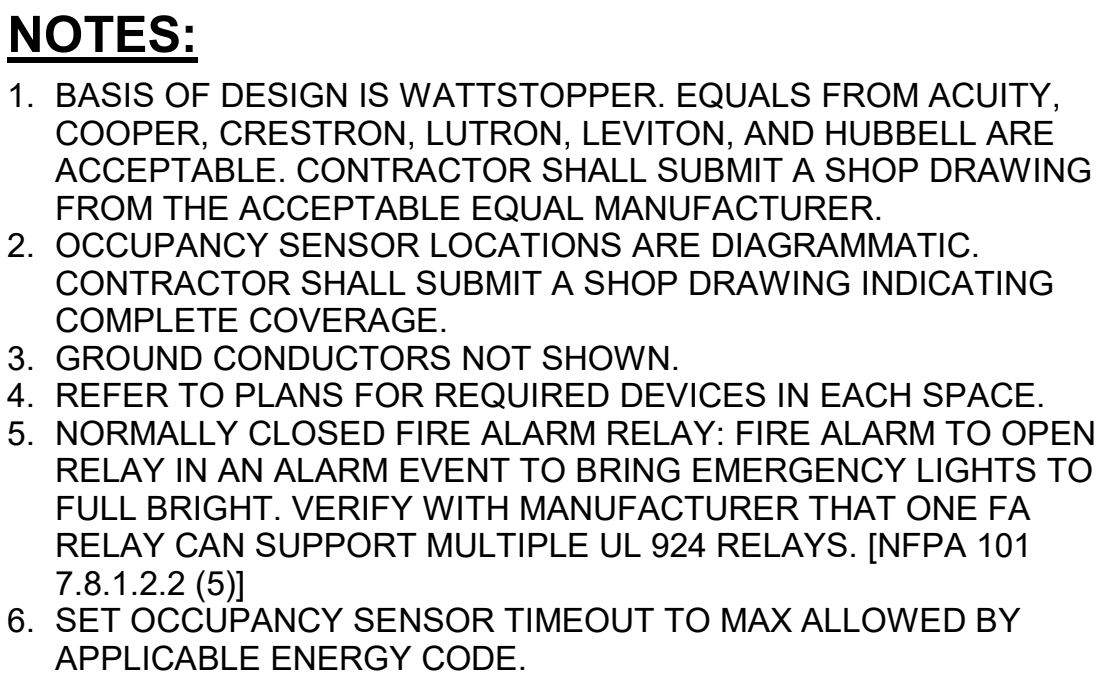 NOTES:
1. BASIS OF DESIGN IS WATTSTOPPER. EQUALS FROM ACUITY,
COOPER, CRESTRON, LUTRON, LEVITON, AND HUBBELL ARE
ACCEPTABLE. CONTRACTOR SHALL SUBMIT A SHOP DRAWING
FROM THE ACCEPTABLE EQUAL MANUFACTURER.
2. OCCUPANCY SENSOR LOCATIONS ARE DIAGRAMMATIC.
CONTRACTOR SHALL SUBMIT A SHOP DRAWING INDICATING
COMPLETE COVERAGE.
3. GROUND CONDUCTORS NOT SHOWN.
4. REFER TO PLANS FOR REQUIRED DEVICES IN EACH SPACE.
5. NORMALLY CLOSED FIRE ALARM RELAY: FIRE ALARM TO OPEN
RELAY IN AN ALARM EVENT TO BRING EMERGENCY LIGHTS TO
FULL BRIGHT. VERIFY WITH MANUFACTURER THAT ONE FA
RELAY CAN SUPPORT MULTIPLE UL 924 RELAYS. [NFPA 101
7.8.1.2.2 (5)]
6. SET OCCUPANCY SENSOR TIMEOUT TO MAX ALLOWED BY
APPLICABLE ENERGY CODE.